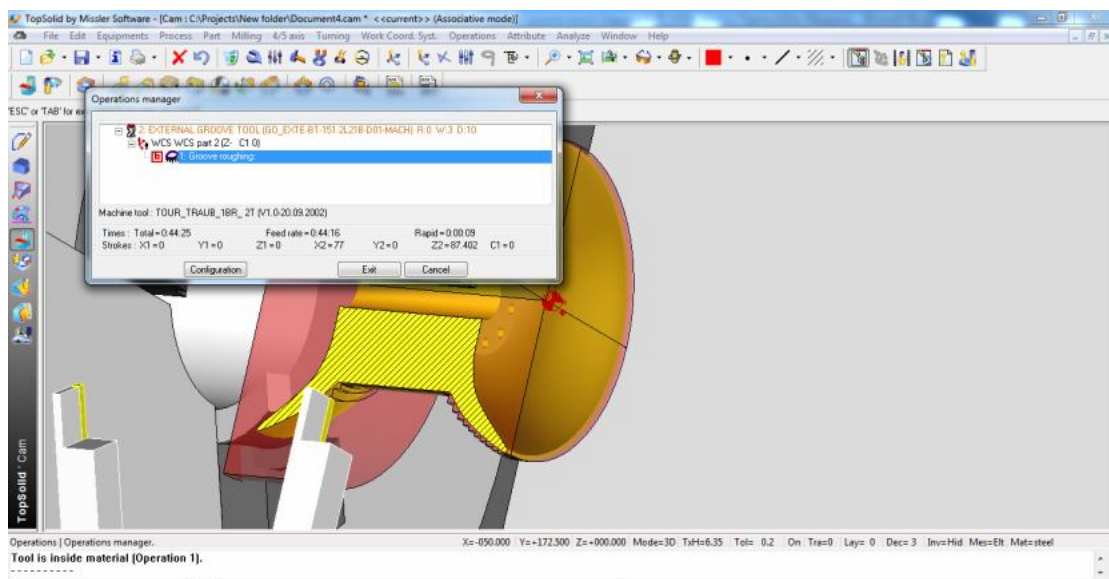 TopSolid by Missler Software - [Cam : C:\Projects\New folder\Document4.cam * <<current>> (Associative mode)]
File Edit Equipments Process Part Milling 4/5 axis Turning Work Coord. Syst. Operations Attribute Analyze Window Help
'ESC' or 'TAB' for
Operations manager
2: EXTERNAL GROOVE TOOL (GO_EXTE-BT-151.2L21B-D01-MACH) R:0 W:3 D:10
WCS WCS part 2 (Z- C1 0)
1: Groove roughing:
Machine tool : TOUR_TRAUB_1BR_ 2T (V1.0-20.09.2002)
Times : Total = 0:44:25 Feed rate = 0:44:16 Rapid = 0:00:09
Strokes : X1 = 0 Y1 = 0 Z1 = 0 X2 = 77 Y2 = 0 Z2 = 87.402 C1 = 0
Configuration Exit Cancel
TopSolid ' Cam
Operations | Operations manager. X=-050.000 Y=+172.500 Z=+000.000 Mode=3D TxH=6.35 Tol= 0.2 On Tra=0 Lay= 0 Dec= 3 Inv=Hid Mes=Elt Mat=steel
Tool is inside material (Operation 1).
----------